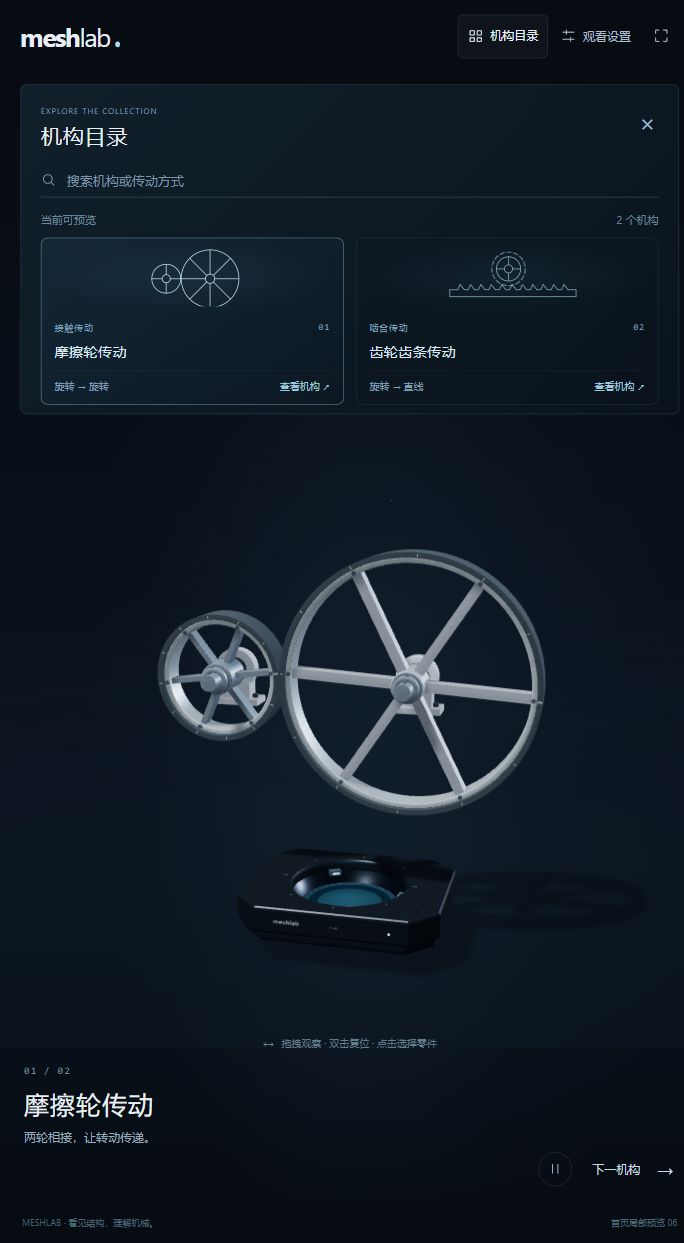 meshlab.
机构目录
观看设置
EXPLORE THE COLLECTION
机构目录
搜索机构或传动方式
当前可预览
2 个机构
接触传动
01
摩擦轮传动
旋转 → 旋转
查看机构 ↗
啮合传动
02
齿轮齿条传动
旋转 → 直线
查看机构 ↗
meshlab
↔ 拖拽观察 · 双击复位 · 点击选择零件
01 / 02
摩擦轮传动
两轮相接，让转动传递。
下一机构 →
MESHLAB · 看见结构，理解机械。
首页局部预览 06